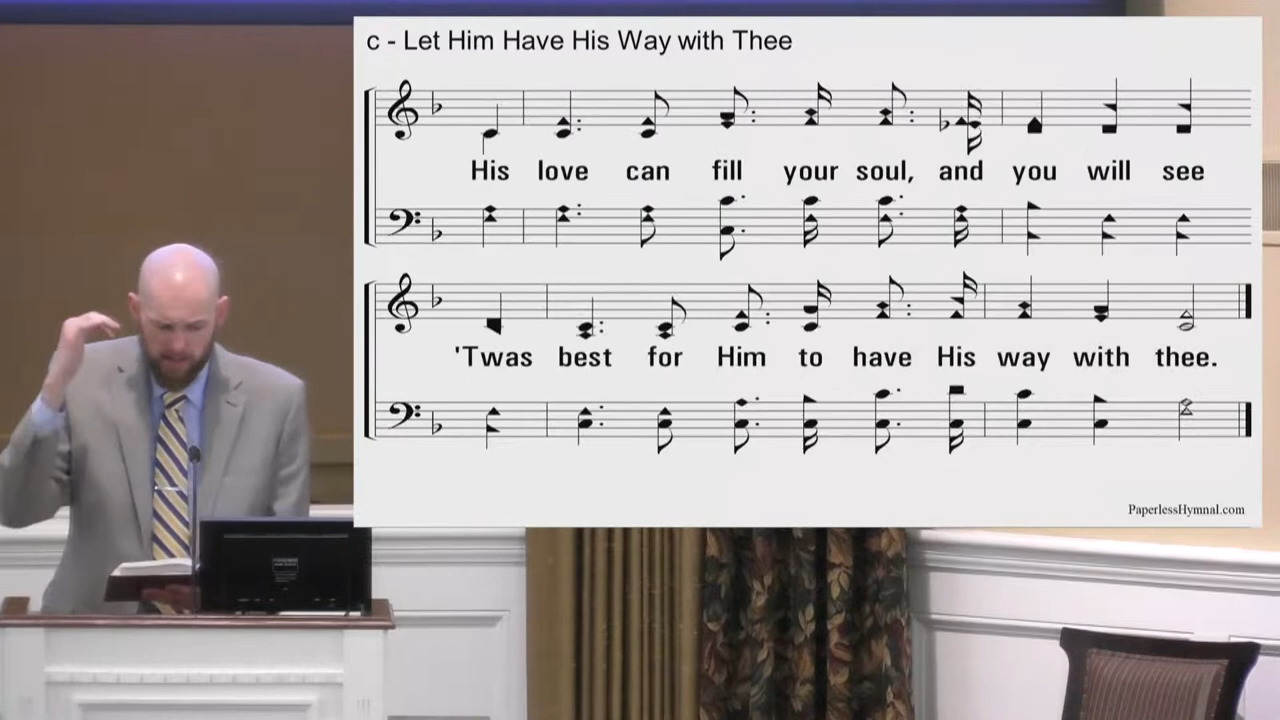 c - Let Him Have His Way with Thee
His love can fill your soul, and you will see
'Twas best for Him to have His way with thee.
PaperlessHymnal.com